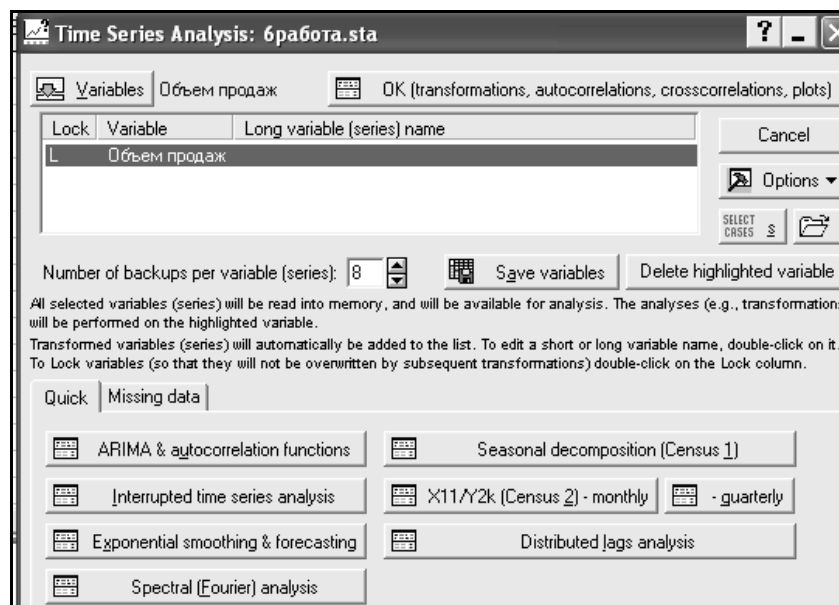 Time Series Analysis: 6работа.sta
Variables Объем продаж OK (transformations, autocorrelations, crosscorrelations, plots)
Lock Variable Long variable (series) name
L Объем продаж
Cancel
Options
SELECT CASES S
Number of backups per variable (series): 8 Save variables Delete highlighted variable
All selected variables (series) will be read into memory, and will be available for analysis. The analyses (e.g., transformation
will be performed on the highlighted variable.
Transformed variables (series) will automatically be added to the list. To edit a short or long variable name, double-click on it.
To Lock variables (so that they will not be overwritten by subsequent transformations) double-click on the Lock column.
Quick Missing data
ARIMA & autocorrelation functions Seasonal decomposition (Census 1)
Interrupted time series analysis X11/Y2k (Census 2) - monthly - quarterly
Exponential smoothing & forecasting Distributed lags analysis
Spectral (Fourier) analysis